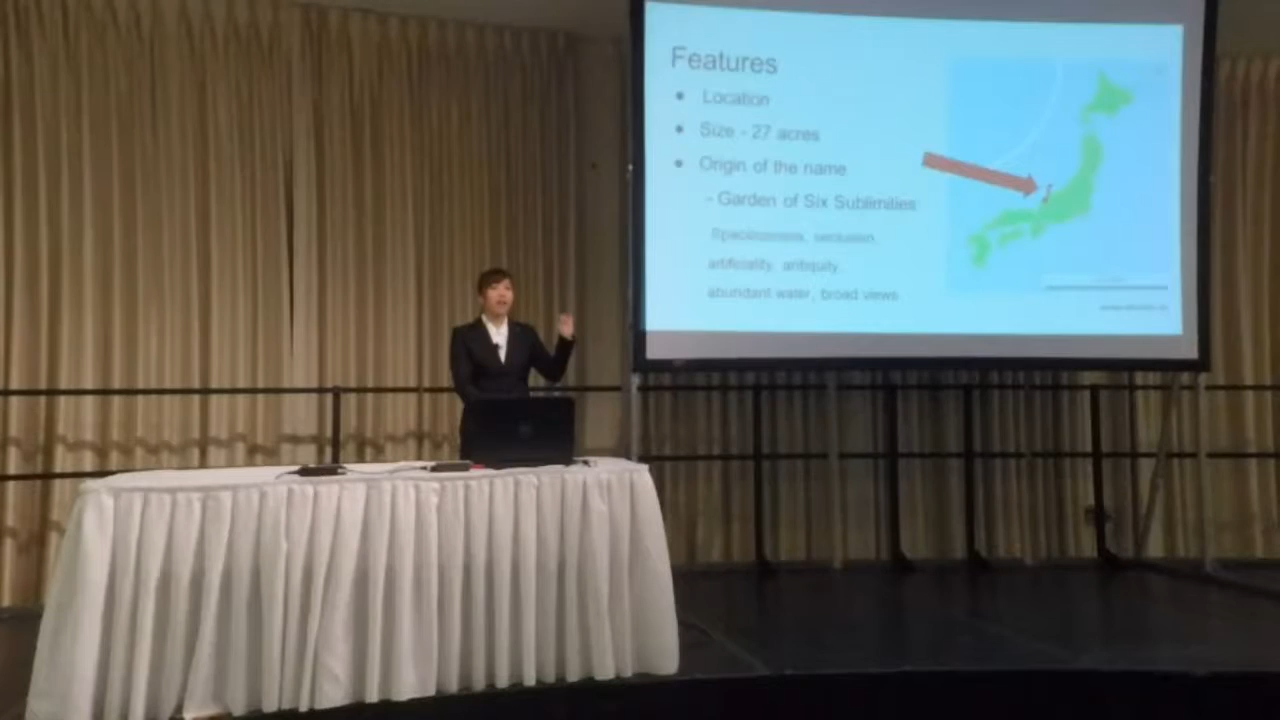 Features
Location
Size - 27 acres
Origin of the name
- Garden of Six Sublimities
Spaciousness, seclusion,
artificiality, antiquity,
abundant water, broad views